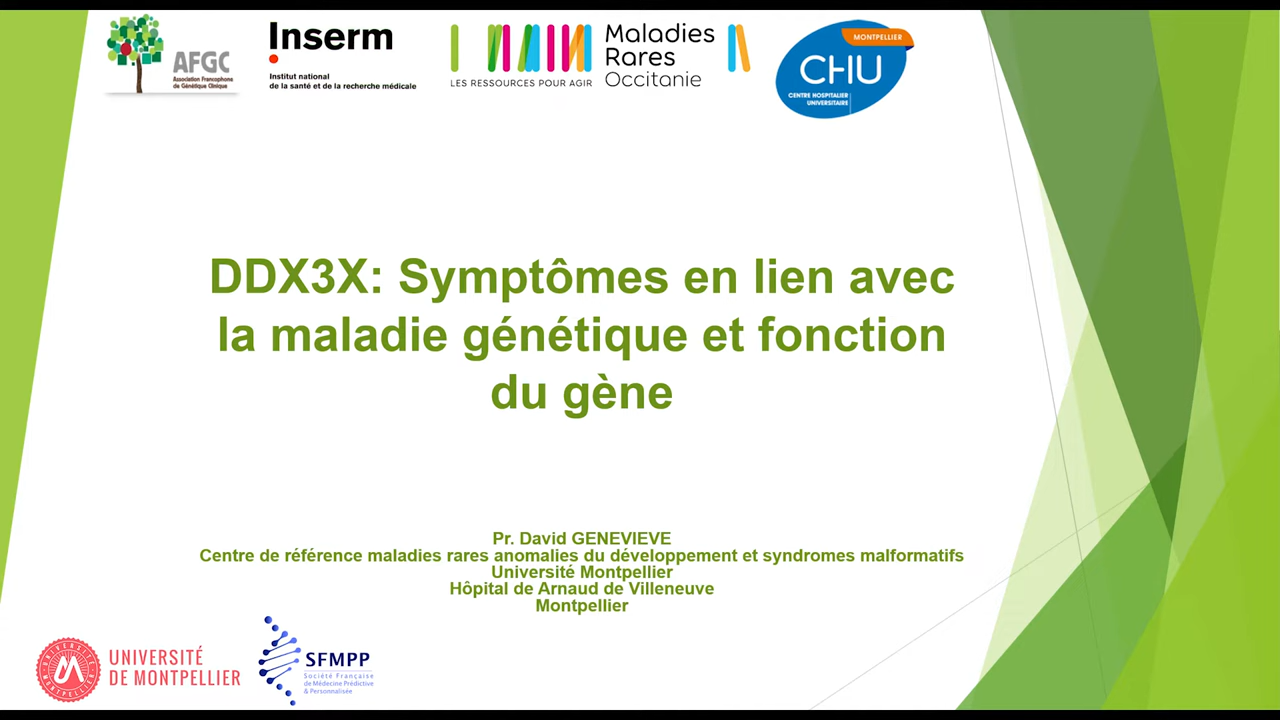 AFGC
Association Francophone
de Génétique Clinique
Inserm
Institut national
de la santé et de la recherche médicale
LES RESSOURCES POUR AGIR
Maladies
Rares
Occitanie
MONTPELLIER
CHU
CENTRE HOSPITALIER
UNIVERSITAIRE
DDX3X: Symptômes en lien avec
la maladie génétique et fonction
du gène
Pr. David GENEVIEVE
Centre de référence maladies rares anomalies du développement et syndromes malformatifs
Université Montpellier
Hôpital de Arnaud de Villeneuve
Montpellier
UNIVERSITÉ
MONTPELLIER
UNIVERSITÉ
DE MONTPELLIER
SFMPP
Société Française
de Médecine Prédictive
& Personnalisée